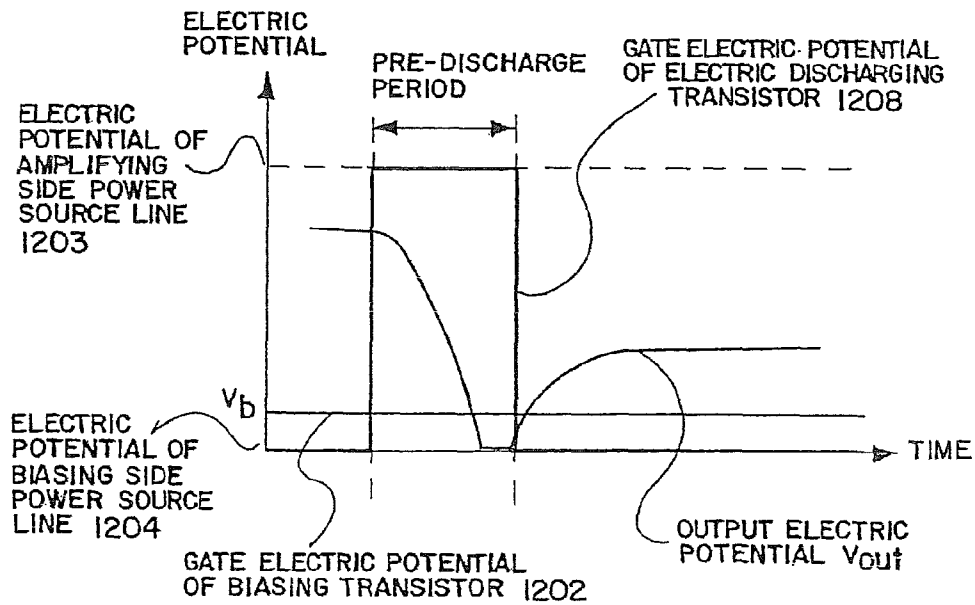 ELECTRIC
POTENTIAL
PRE-DISCHARGE
PERIOD
GATE ELECTRIC POTENTIAL
OF ELECTRIC DISCHARGING
TRANSISTOR 1208
ELECTRIC
POTENTIAL OF
AMPLIFYING
SIDE POWER
SOURCE LINE
1203
Vb
ELECTRIC
POTENTIAL OF
BIASING SIDE
POWER SOURCE
LINE 1204
TIME
GATE ELECTRIC POTENTIAL
OF BIASING TRANSISTOR 1202
OUTPUT ELECTRIC
POTENTIAL Vout